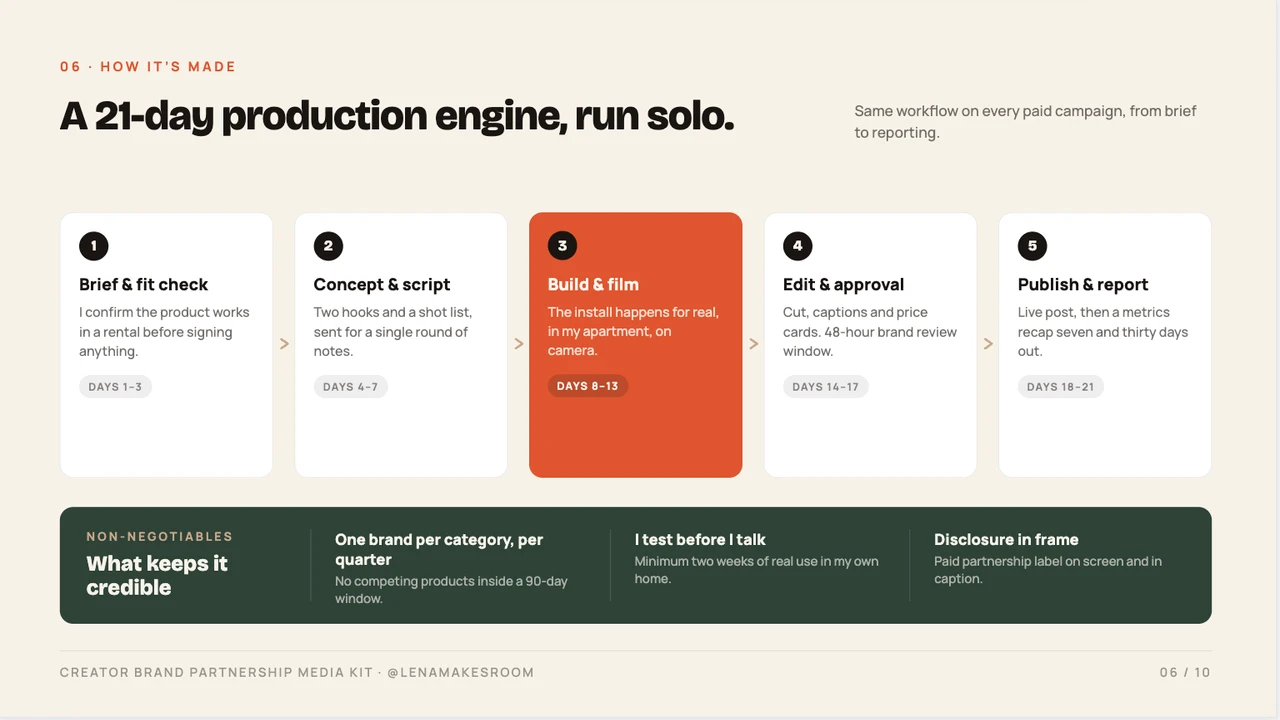 06 · HOW IT'S MADE
A 21-day production engine, run solo.
Same workflow on every paid campaign, from brief
to reporting.
1
Brief & fit check
I confirm the product works
in a rental before signing
anything.
DAYS 1–3
>
2
Concept & script
Two hooks and a shot list,
sent for a single round of
notes.
DAYS 4–7
>
3
Build & film
The install happens for real,
in my apartment, on
camera.
DAYS 8–13
>
4
Edit & approval
Cut, captions and price
cards. 48-hour brand review
window.
DAYS 14–17
>
5
Publish & report
Live post, then a metrics
recap seven and thirty days
out.
DAYS 18–21
NON-NEGOTIABLES
What keeps it
credible
One brand per category, per
quarter
No competing products inside a 90-day
window.
I test before I talk
Minimum two weeks of real use in my own
home.
Disclosure in frame
Paid partnership label on screen and in
caption.
CREATOR BRAND PARTNERSHIP MEDIA KIT · @LENAMAKESROOM
06 / 10